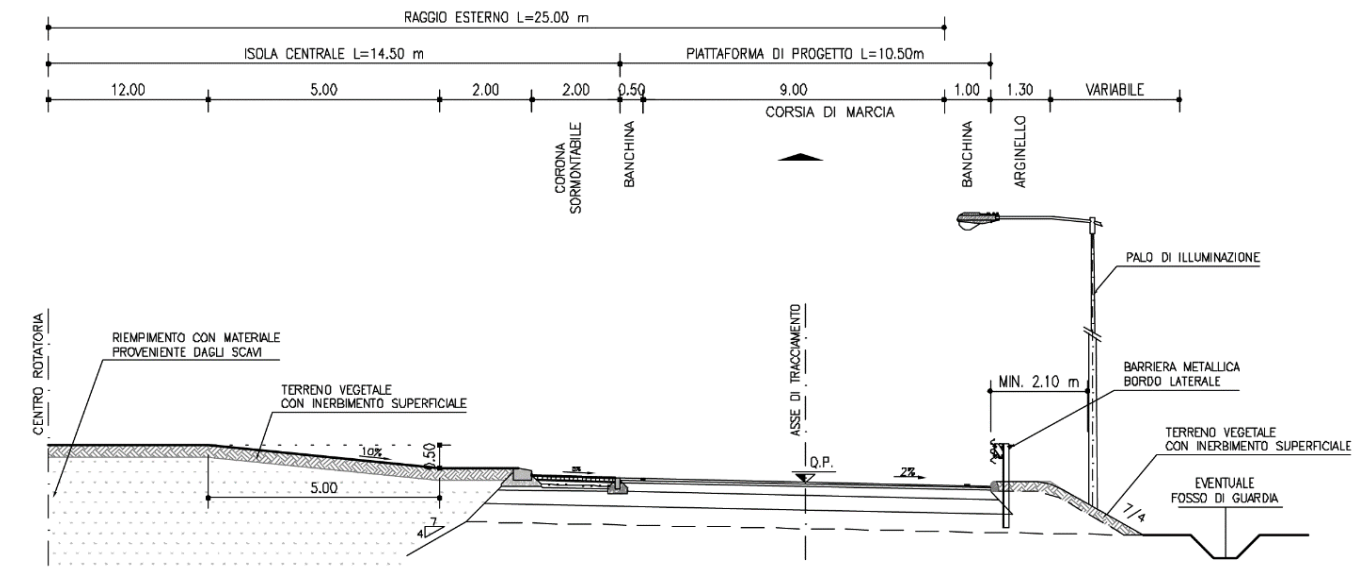 RAGGIO ESTERNO L=25.00 m
ISOLA CENTRALE L=14.50 m
PIATTAFORMA DI PROGETTO L=10.50m
12.00
5.00
2.00
2.00
0.50
9.00
1.00
1.30
VARIABILE
CORSIA DI MARCIA
CORONA
SORMONTABILE
BANCHINA
BANCHINA
ARGINELLO
PALO DI ILLUMINAZIONE
CENTRO ROTATORIA
RIEMPIMENTO CON MATERIALE
PROVENIENTE DAGLI SCAVI
TERRENO VEGETALE
CON INERBIMENTO SUPERFICIALE
ASSE DI TRACCIAMENTO
MIN. 2.10 m
BARRIERA METALLICA
BORDO LATERALE
TERRENO VEGETALE
CON INERBIMENTO SUPERFICIALE
10%
0.50
Q.P.
2%
5.00
EVENTUALE
FOSSO DI GUARDIA
7/4
7
4